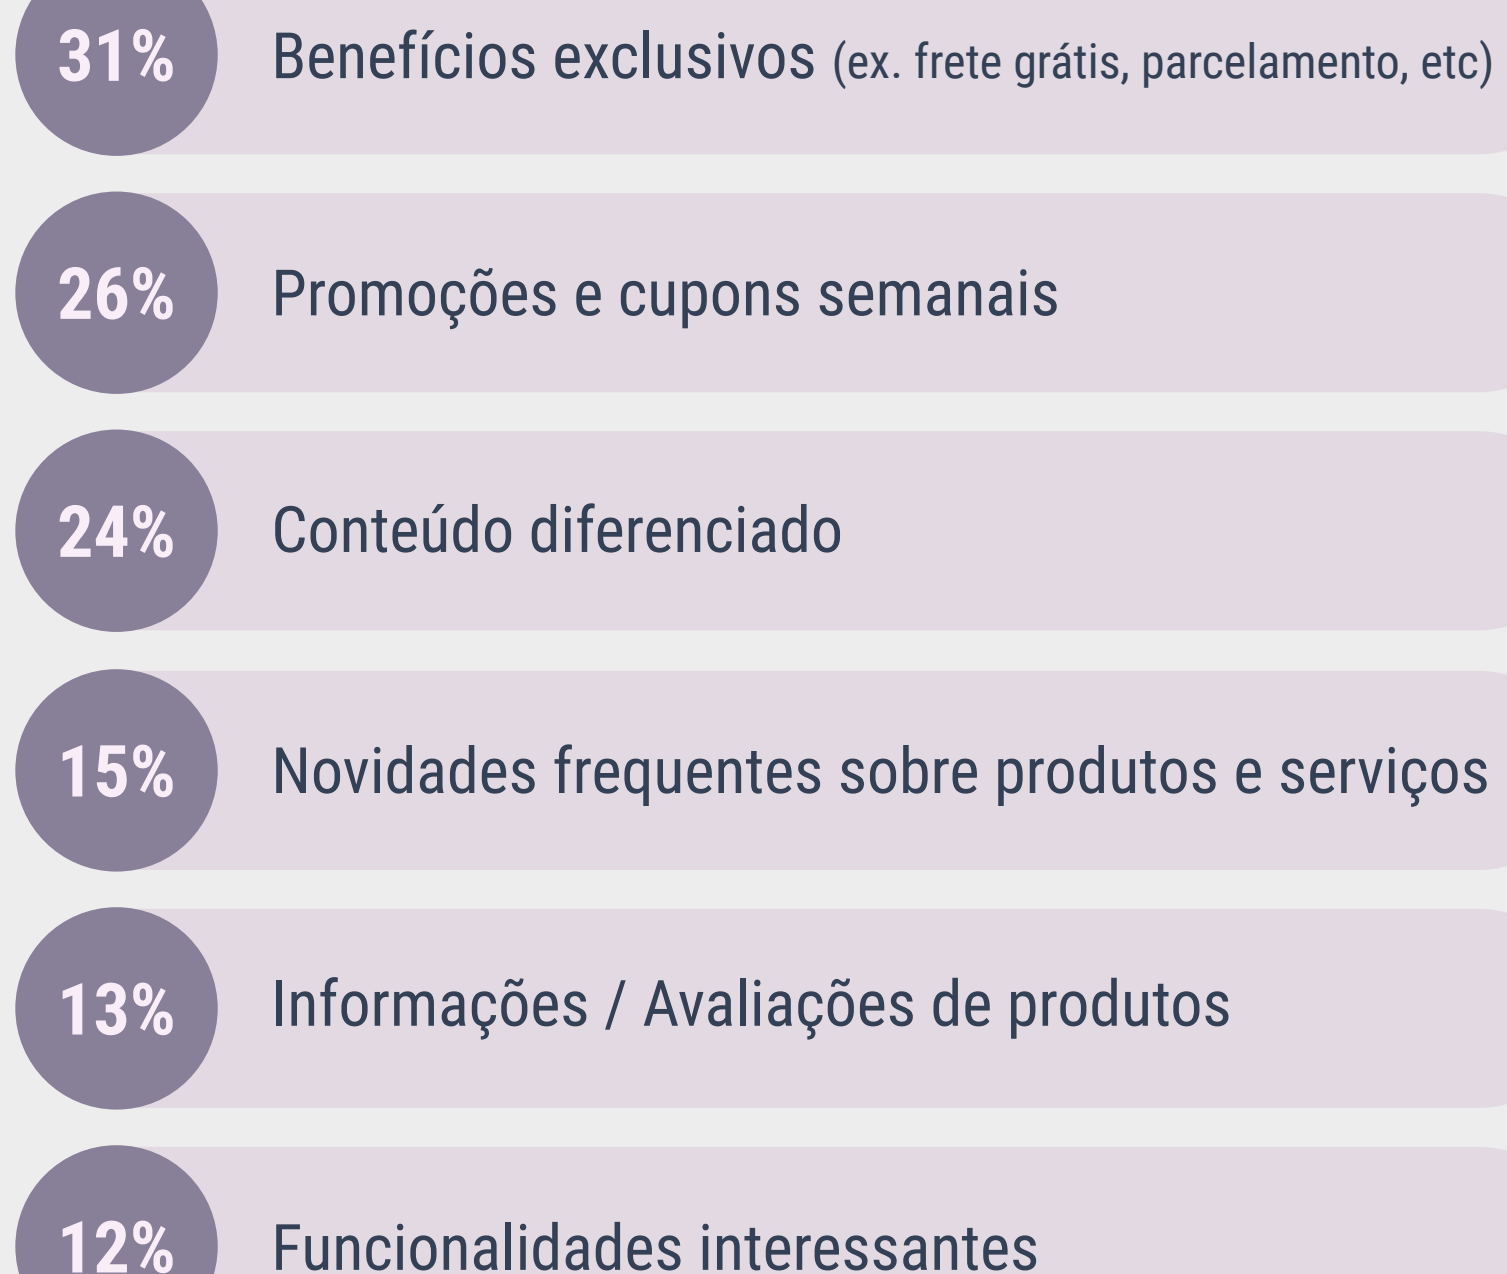 31% Benefícios exclusivos (ex. frete grátis, parcelamento, etc)
26% Promoções e cupons semanais
24% Conteúdo diferenciado
15% Novidades frequentes sobre produtos e serviços
13% Informações / Avaliações de produtos
12% Funcionalidades interessantes